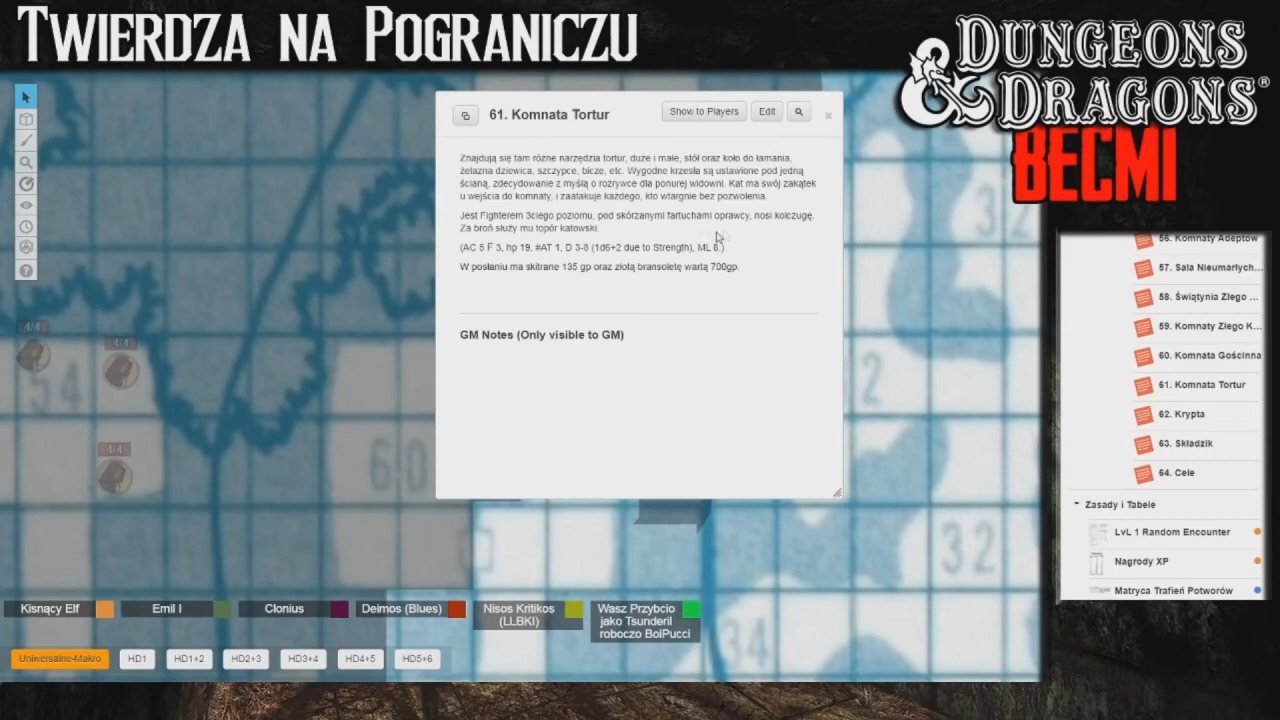 TWIERDZA NA POGRANICZU
DUNGEONS
& DRAGONS®
BECMI
61. Komnata Tortur
Show to Players
Edit
Znajdują się tam różne narzędzia tortur, duże i małe, stół oraz koło do łamania,
żelazna dziewica, szczypce, bicze, etc. Wygodne krzesła są ustawione pod jedną
ścianą, zdecydowanie z myślą o rozrywce dla ponurej widowni. Kat ma swój zakątek
u wejścia do komnaty, i zaatakuje każdego, kto wtargnie bez pozwolenia.
Jest Fighterem 3ciego poziomu, pod skórzanymi fartuchami oprawcy, nosi kolczugę.
Za broń służy mu topór katowski.
(AC 5 F 3, hp 19, #AT 1, D 3-8 (1d6+2 due to Strength), ML 8.)
W posłaniu ma skitrane 135 gp oraz złotą bransoletę wartą 700gp.
GM Notes (Only visible to GM)
56. Komnaty Adeptów
57. Sala Nieumarłych...
58. Świątynia Złego ...
59. Komnaty Złego K...
60. Komnata Gościnna
61. Komnata Tortur
62. Krypta
63. Składzik
64. Cele
Zasady i Tabele
LvL 1 Random Encounter
Nagrody XP
Matryca Trafień Potworów
4/4
4/4
4/4
54
60
32
2
32
34
Kisnący Elf
Emil I
Clonius
Deimos (Blues)
Nisos Kritikos
(LLBKI)
Wasz Przybcio
jako Tsunderil
roboczo BoiPucci
Uniwersalne-Makro
HD1
HD1+2
HD2+3
HD3+4
HD4+5
HD5+6